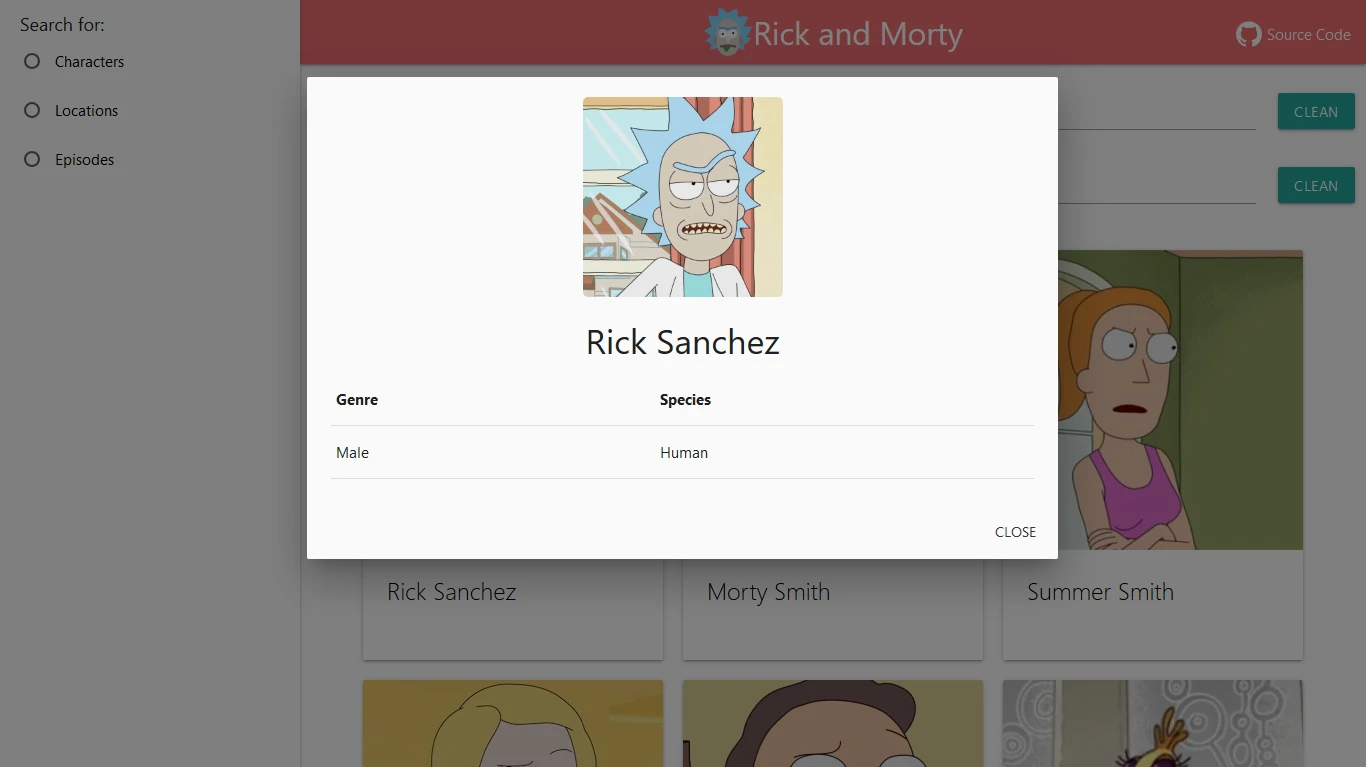 Search for:
Characters
Locations
Episodes
Rick and Morty
Source Code
CLEAN
CLEAN
Rick Sanchez
Genre Species
Male Human
CLOSE
Rick Sanchez
Morty Smith
Summer Smith